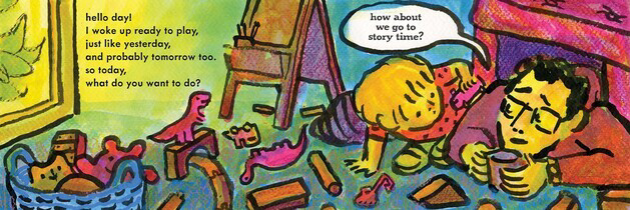 hello day!
I woke up ready to play,
just like yesterday,
and probably tomorrow too.
so today,
what do you want to do?
how about
we go to
story time?